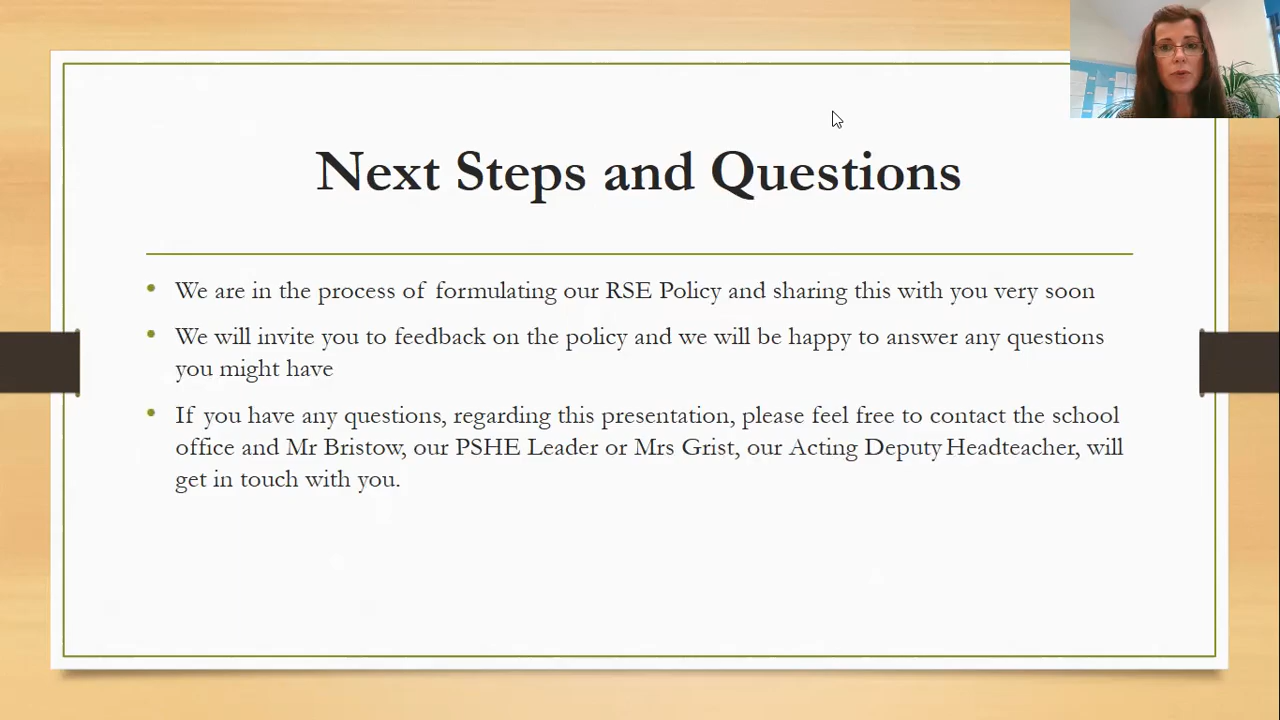 Next Steps and Questions
We are in the process of formulating our RSE Policy and sharing this with you very soon
We will invite you to feedback on the policy and we will be happy to answer any questions
you might have
If you have any questions, regarding this presentation, please feel free to contact the school
office and Mr Bristow, our PSHE Leader or Mrs Grist, our Acting Deputy Headteacher, will
get in touch with you.